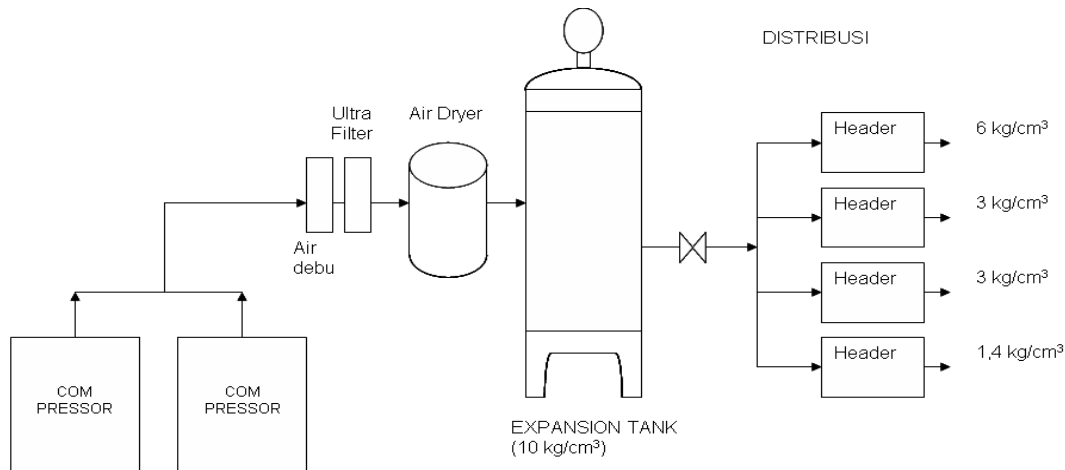 DISTRIBUSI
Ultra
Filter
Air Dryer
Air
debu
COM
PRESSOR
COM
PRESSOR
EXPANSION TANK
(10 kg/cm³)
Header
6 kg/cm³
Header
3 kg/cm³
Header
3 kg/cm³
Header
1,4 kg/cm³